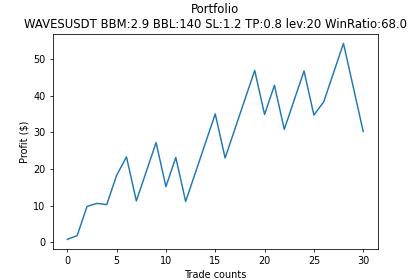 Portfolio
WAVESUSDT BBM:2.9 BBL:140 SL:1.2 TP:0.8 lev:20 WinRatio:68.0
50
40
30
20
10
0
Profit ($)
0 5 10 15 20 25 30
Trade counts